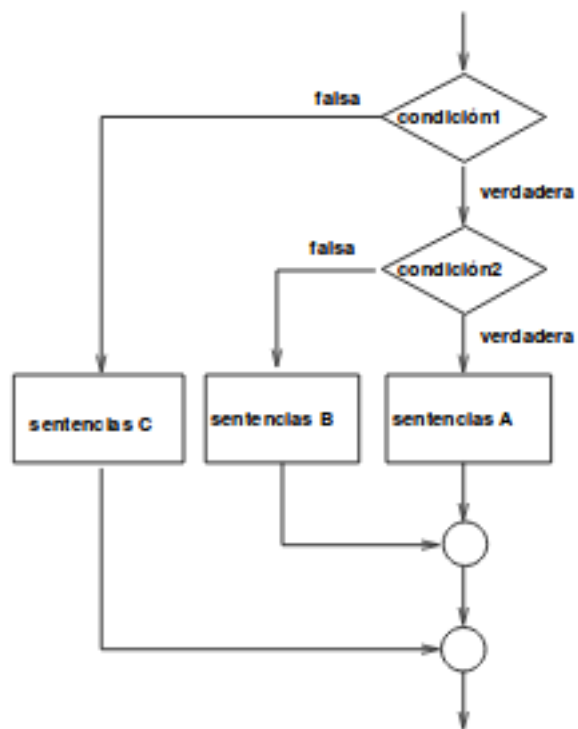 falsa
condición1
verdadera
falsa
condición2
verdadera
sentencias C
sentencias B
sentencias A